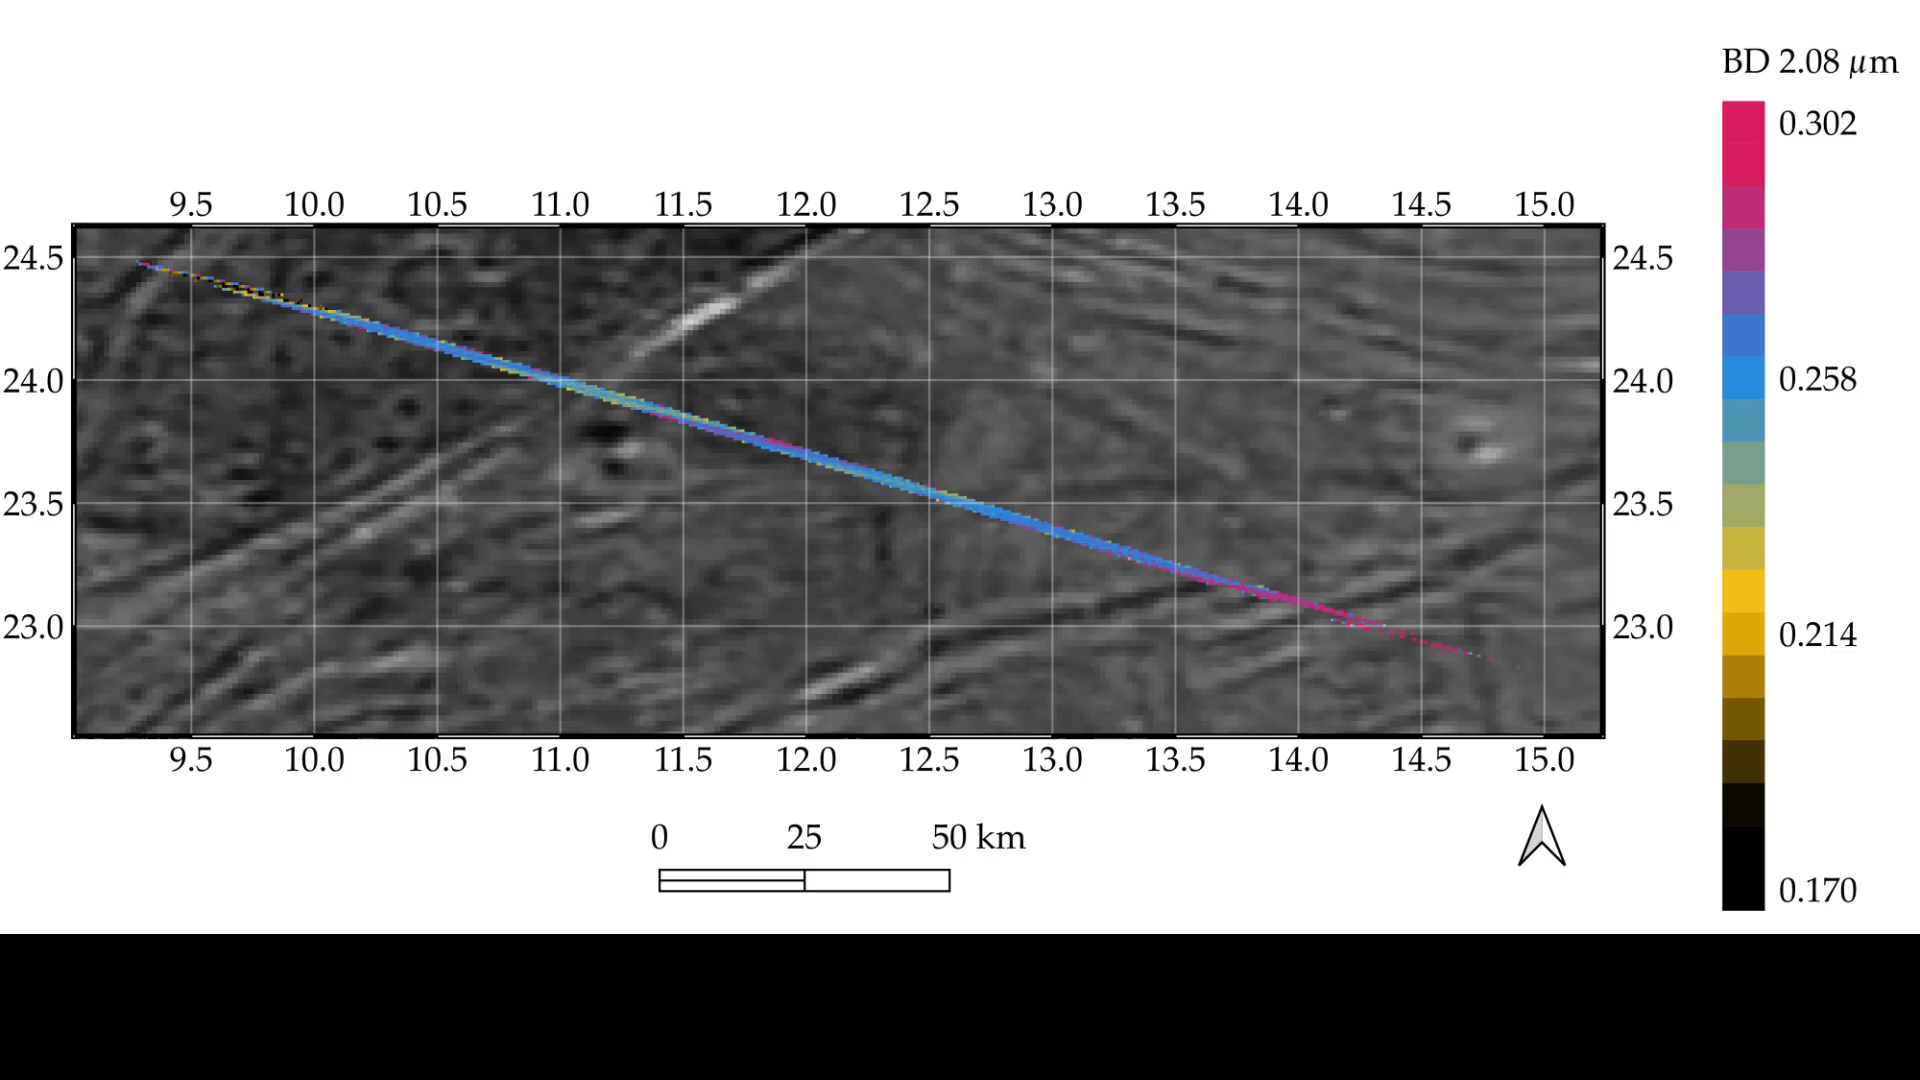 BD 2.08 µm
0.302
0.258
0.214
0.170
9.5 10.0 10.5 11.0 11.5 12.0 12.5 13.0 13.5 14.0 14.5 15.0
24.5 24.5
24.0 24.0
23.5 23.5
23.0 23.0
9.5 10.0 10.5 11.0 11.5 12.0 12.5 13.0 13.5 14.0 14.5 15.0
0 25 50 km